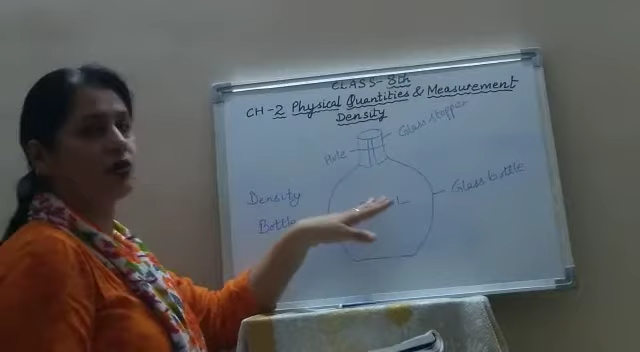 CLASS-8th
CH-2 Physical Quantities & Measurement
Density
Glass stopper
Hole
Glass bottle
Density
Bottle